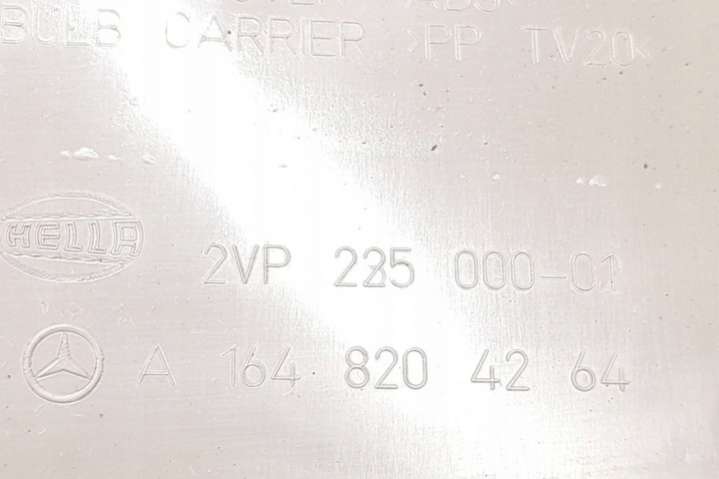 BULB CARRIER >PP TV20<
HELLA 2VP 225 000-01
A 164 820 42 64